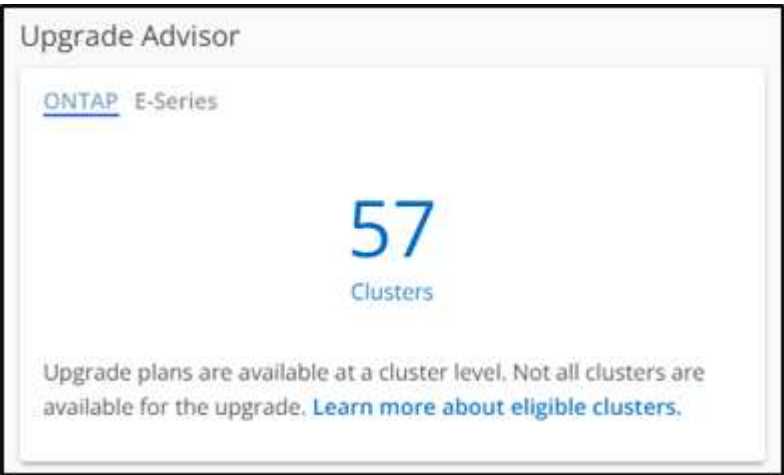 Upgrade Advisor
ONTAP E-Series
57
Clusters
Upgrade plans are available at a cluster level. Not all clusters are
available for the upgrade. Learn more about eligible clusters.